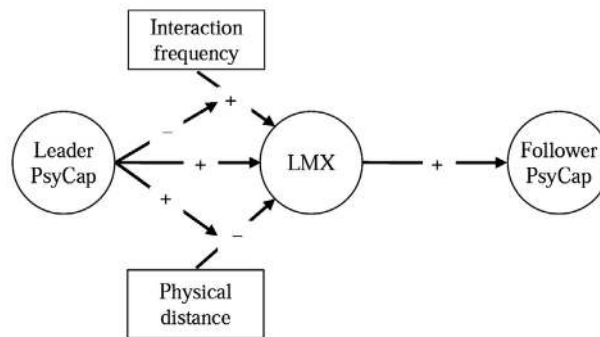 Interaction
frequency
+
–
Leader
PsyCap
+
LMX
+
Follower
PsyCap
+
–
Physical
distance